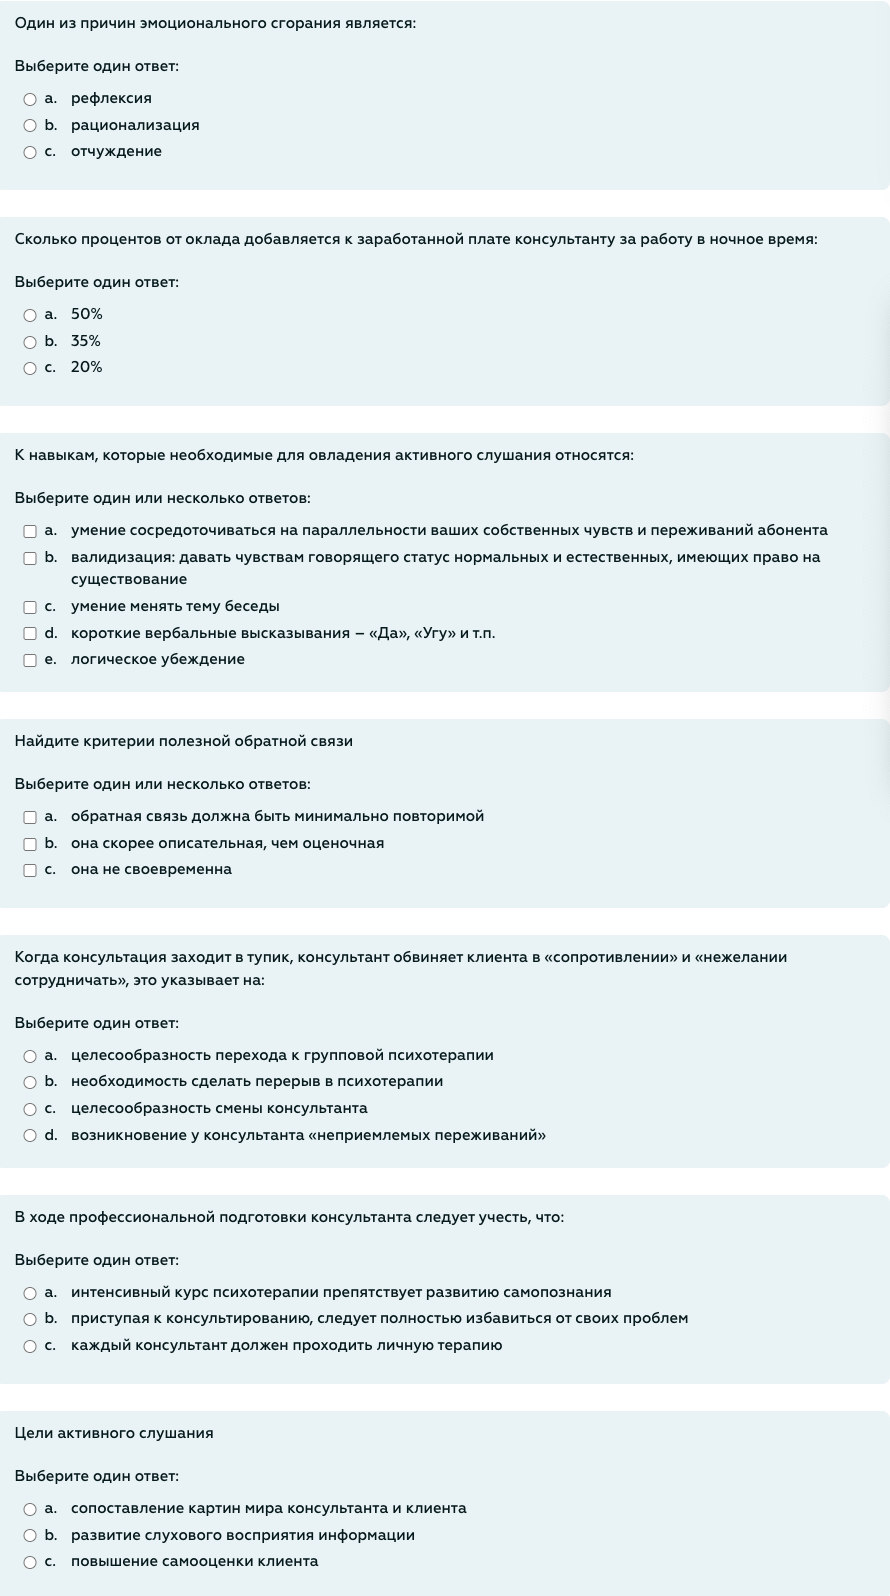 Один из причин эмоционального сгорания является:
Выберите один ответ:
a. рефлексия
b. рационализация
c. отчуждение
Сколько процентов от оклада добавляется к заработанной плате консультанту за работу в ночное время:
Выберите один ответ:
a. 50%
b. 35%
c. 20%
К навыкам, которые необходимые для овладения активного слушания относятся:
Выберите один или несколько ответов:
a. умение сосредоточиваться на параллельности ваших собственных чувств и переживаний абонента
b. валидизация: давать чувствам говорящего статус нормальных и естественных, имеющих право на
существование
c. умение менять тему беседы
d. короткие вербальные высказывания – «Да», «Угу» и т.п.
e. логическое убеждение
Найдите критерии полезной обратной связи
Выберите один или несколько ответов:
a. обратная связь должна быть минимально повторимой
b. она скорее описательная, чем оценочная
c. она не своевременна
Когда консультация заходит в тупик, консультант обвиняет клиента в «сопротивлении» и «нежелании
сотрудничать», это указывает на:
Выберите один ответ:
a. целесообразность перехода к групповой психотерапии
b. необходимость сделать перерыв в психотерапии
c. целесообразность смены консультанта
d. возникновение у консультанта «неприемлемых переживаний»
В ходе профессиональной подготовки консультанта следует учесть, что:
Выберите один ответ:
a. интенсивный курс психотерапии препятствует развитию самопознания
b. приступая к консультированию, следует полностью избавиться от своих проблем
c. каждый консультант должен проходить личную терапию
Цели активного слушания
Выберите один ответ:
a. сопоставление картин мира консультанта и клиента
b. развитие слухового восприятия информации
c. повышение самооценки клиента